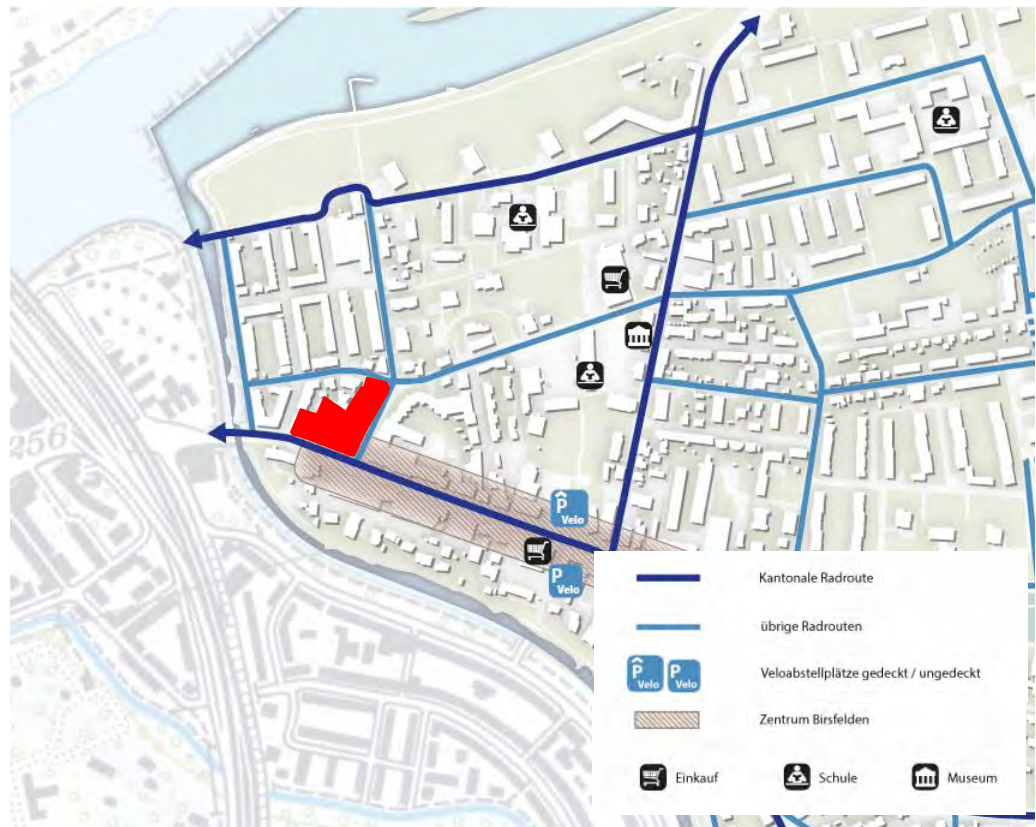 256
P
Velo
P
Velo
Kantonale Radroute
übrige Radrouten
P Velo P Velo Veloabstellplätze gedeckt / ungedeckt
Zentrum Birsfelden
Einkauf Schule Museum